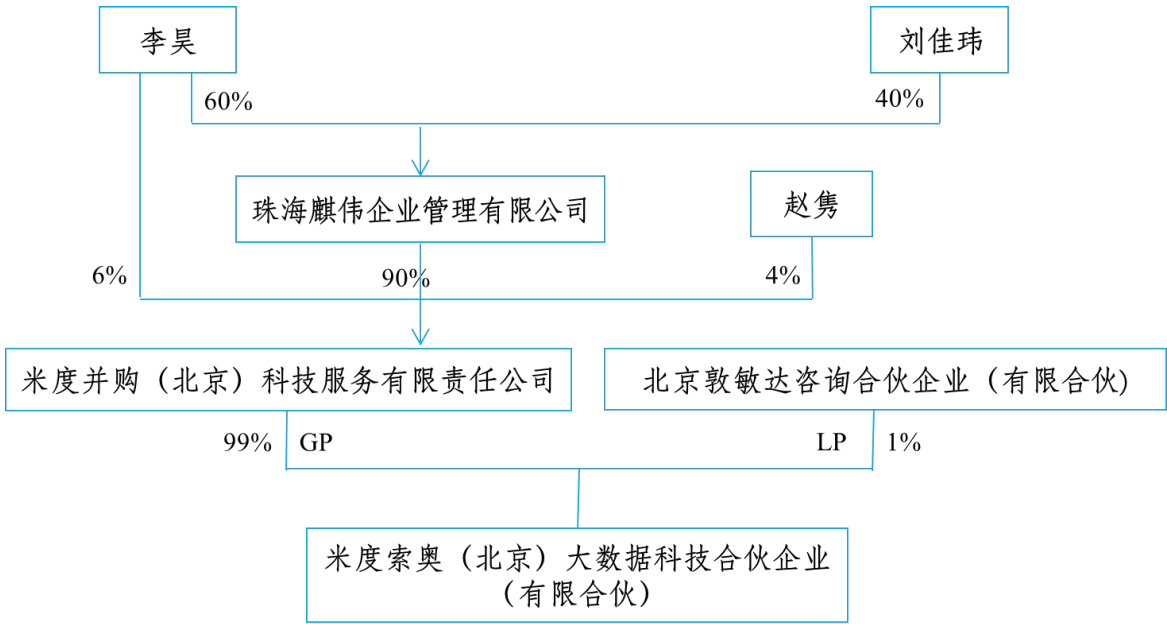 李昊
刘佳玮
60%
40%
珠海麒伟企业管理有限公司
赵隽
6%
90%
4%
米度并购（北京）科技服务有限责任公司
北京敦敏达咨询合伙企业（有限合伙)
99%
GP
LP
1%
米度索奥（北京）大数据科技合伙企业
（有限合伙）